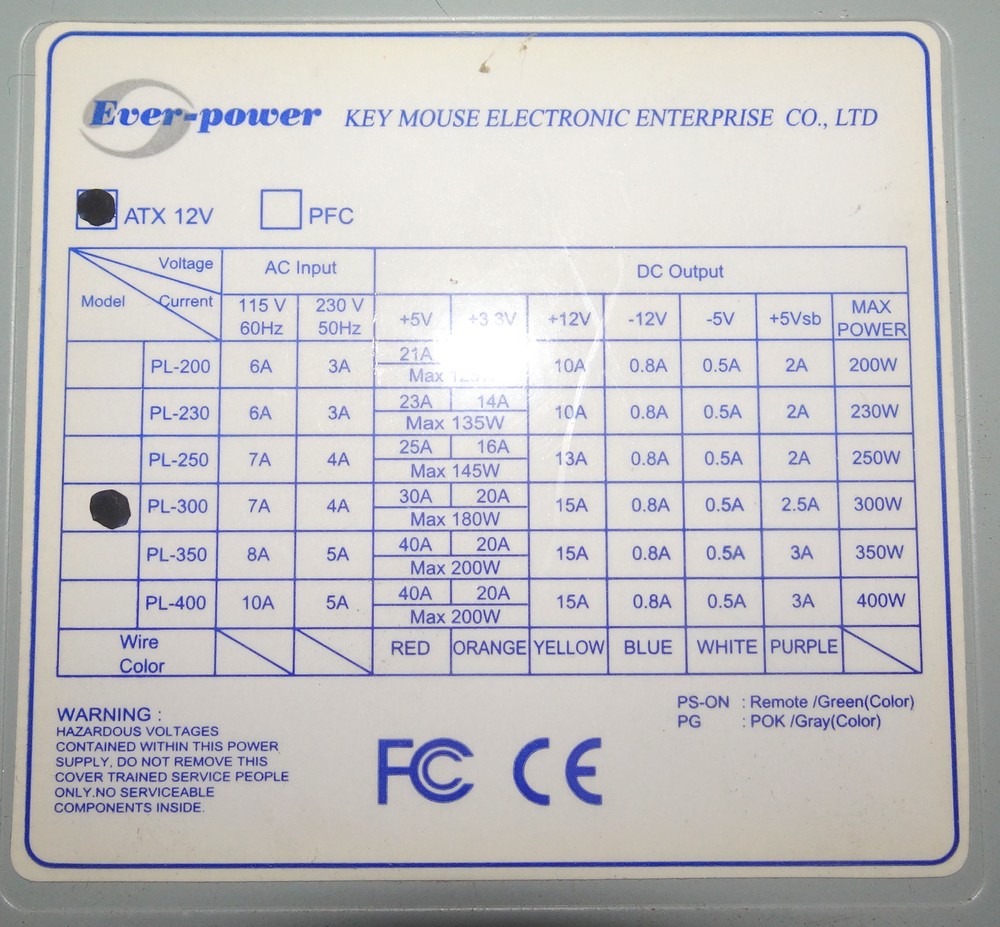 Ever-power KEY MOUSE ELECTRONIC ENTERPRISE CO., LTD
ATX 12V PFC
Voltage
Current
Model
AC Input
DC Output
115 V 60Hz 230 V 50Hz +5V +3.3V +12V -12V -5V +5Vsb MAX POWER
PL-200 6A 3A 21A 10A 0.8A 0.5A 2A 200W
Max
PL-230 6A 3A 23A 14A 10A 0.8A 0.5A 2A 230W
Max 135W
PL-250 7A 4A 25A 16A 13A 0.8A 0.5A 2A 250W
Max 145W
PL-300 7A 4A 30A 20A 15A 0.8A 0.5A 2.5A 300W
Max 180W
PL-350 8A 5A 40A 20A 15A 0.8A 0.5A 3A 350W
Max 200W
PL-400 10A 5A 40A 20A 15A 0.8A 0.5A 3A 400W
Max 200W
Wire Color RED ORANGE YELLOW BLUE WHITE PURPLE
PS-ON : Remote /Green(Color)
PG : POK /Gray(Color)
WARNING :
HAZARDOUS VOLTAGES
CONTAINED WITHIN THIS POWER
SUPPLY, DO NOT REMOVE THIS
COVER TRAINED SERVICE PEOPLE
ONLY.NO SERVICEABLE
COMPONENTS INSIDE.
FC CE